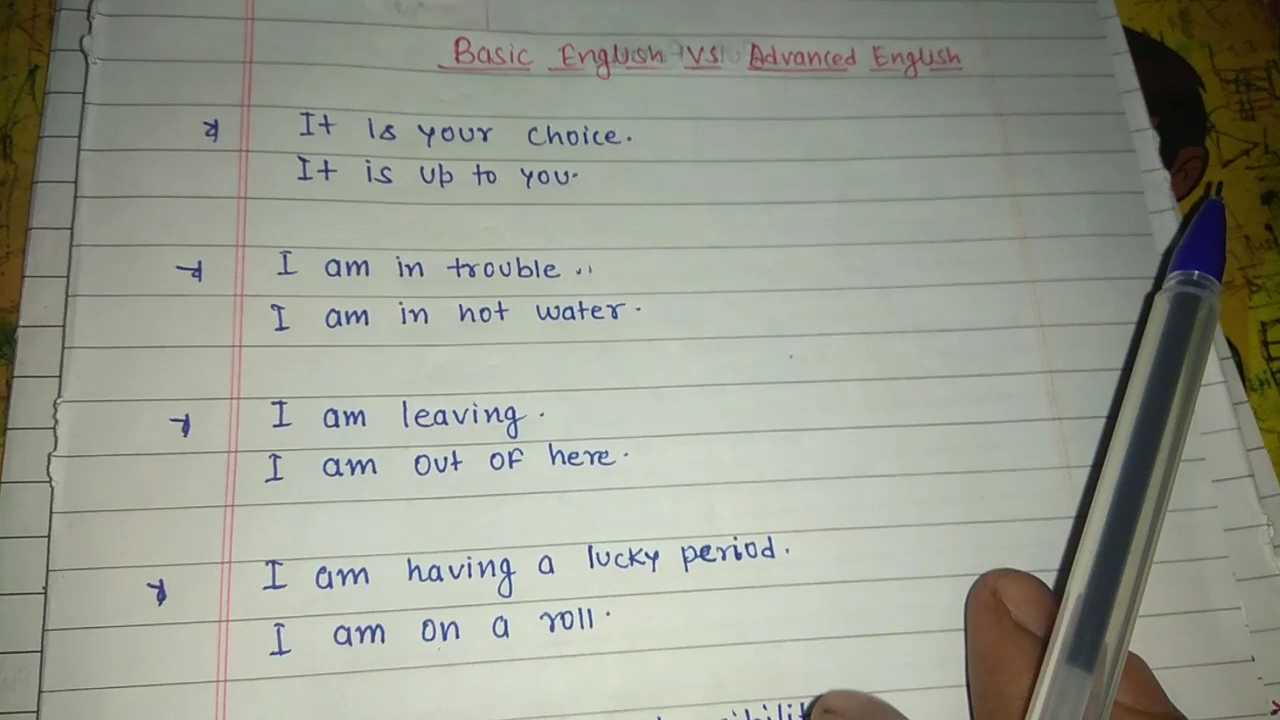 Basic English VS Advanced English
It is your choice.
It is up to you.
I am in trouble.
I am in hot water.
I am leaving.
I am out of here.
I am having a lucky period.
I am on a roll.